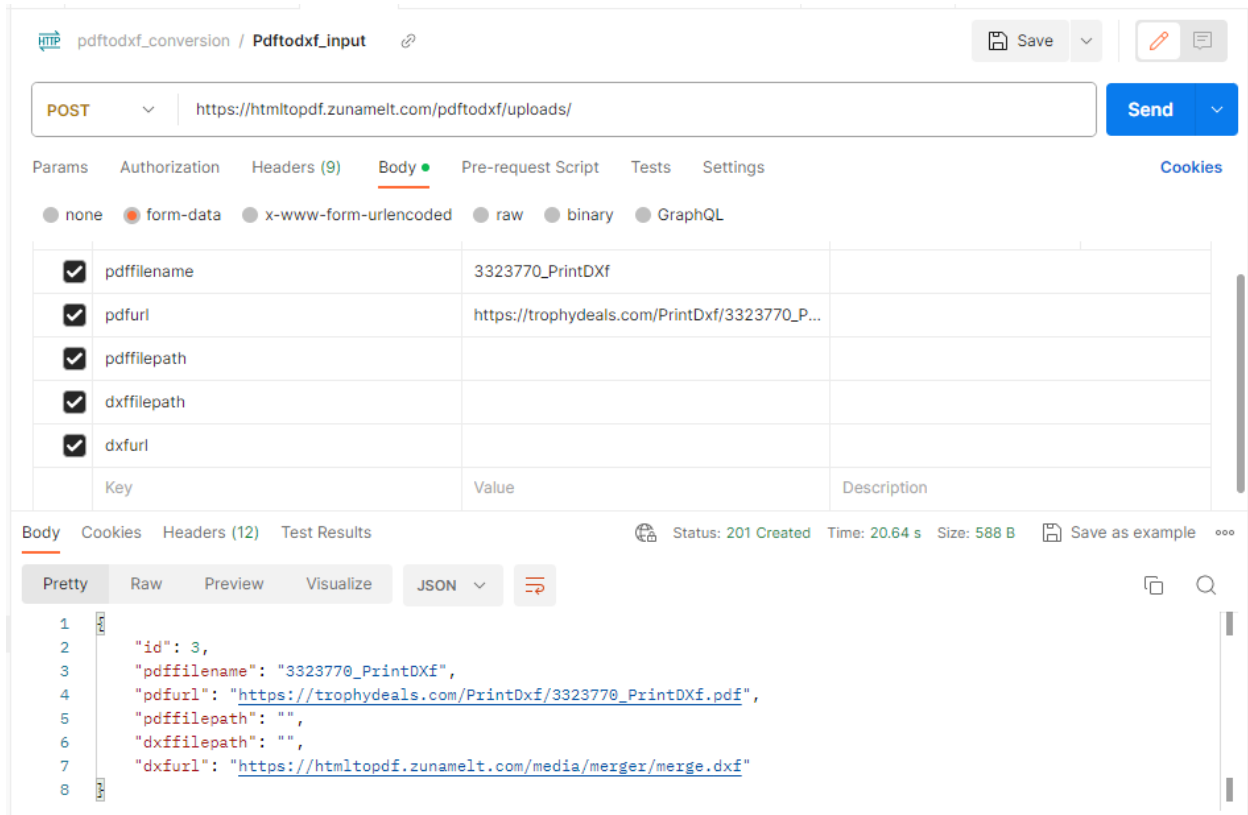 HTTP pdftodxf_conversion / Pdftodxf_input Save
POST https://htmltopdf.zunamelt.com/pdftodxf/uploads/ Send
Params Authorization Headers (9) Body Pre-request Script Tests Settings Cookies
none form-data x-www-form-urlencoded raw binary GraphQL
pdffilename 3323770_PrintDXf
pdfurl https://trophydeals.com/PrintDxf/3323770_P...
pdffilepath
dxffilepath
dxfurl
Key Value Description
Body Cookies Headers (12) Test Results Status: 201 Created Time: 20.64 s Size: 588 B Save as example
Pretty Raw Preview Visualize JSON
1 {
2 "id": 3,
3 "pdffilename": "3323770_PrintDXf",
4 "pdfurl": "https://trophydeals.com/PrintDxf/3323770_PrintDXf.pdf",
5 "pdffilepath": "",
6 "dxffilepath": "",
7 "dxfurl": "https://htmltopdf.zunamelt.com/media/merger/merge.dxf"
8 }